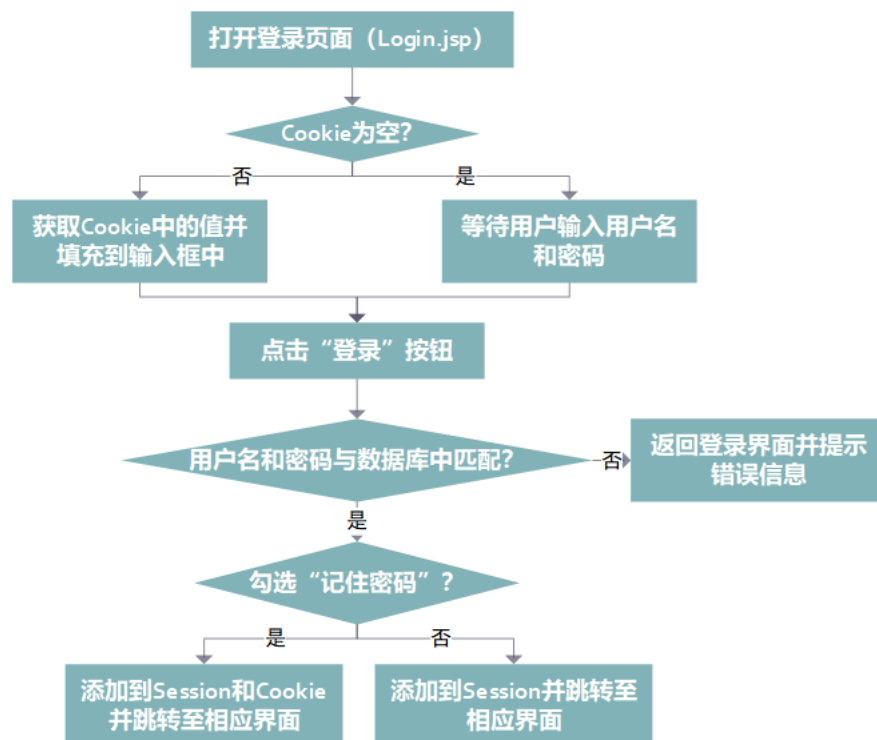 打开登录页面（Login.jsp）
Cookie为空？
否
是
获取Cookie中的值并
填充到输入框中
等待用户输入用户名
和密码
点击“登录”按钮
用户名和密码与数据库中匹配？
否
返回登录界面并提示
错误信息
是
勾选“记住密码”？
是
否
添加到Session和Cookie
并跳转至相应界面
添加到Session并跳转至
相应界面